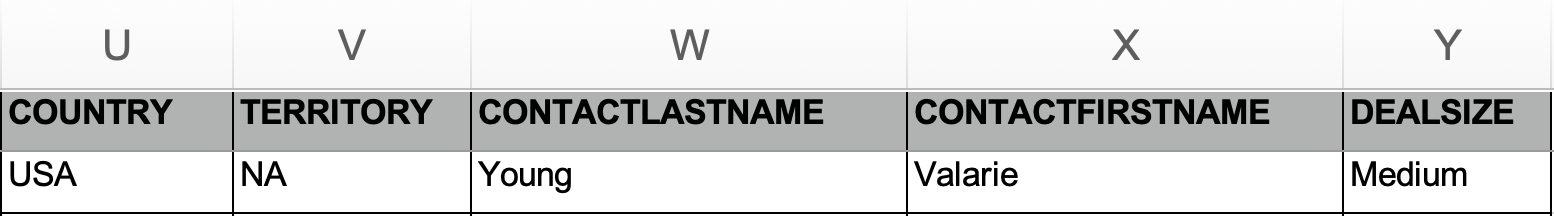 U V W X Y
COUNTRY TERRITORY CONTACTLASTNAME CONTACTFIRSTNAME DEALSIZE
USA NA Young Valarie Medium